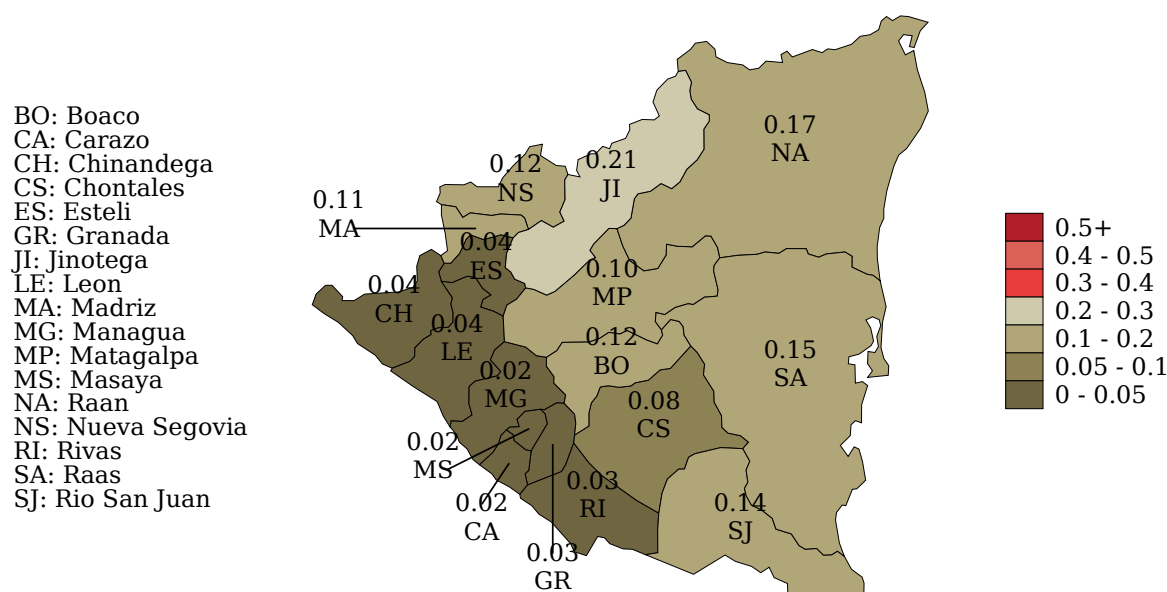 BO: Boaco
CA: Carazo
CH: Chinandega
CS: Chontales
ES: Esteli
GR: Granada
JI: Jinotega
LE: Leon
MA: Madriz
MG: Managua
MP: Matagalpa
MS: Masaya
NA: Raan
NS: Nueva Segovia
RI: Rivas
SA: Raas
SJ: Rio San Juan
0.17
NA
0.12
NS
0.21
JI
0.11
MA
0.04
ES
0.10
MP
0.04
CH
0.04
LE
0.12
BO
0.15
SA
0.02
MG
0.08
CS
0.02
MS
0.03
RI
0.02
CA
0.14
SJ
0.03
GR
0.5+
0.4 - 0.5
0.3 - 0.4
0.2 - 0.3
0.1 - 0.2
0.05 - 0.1
0 - 0.05